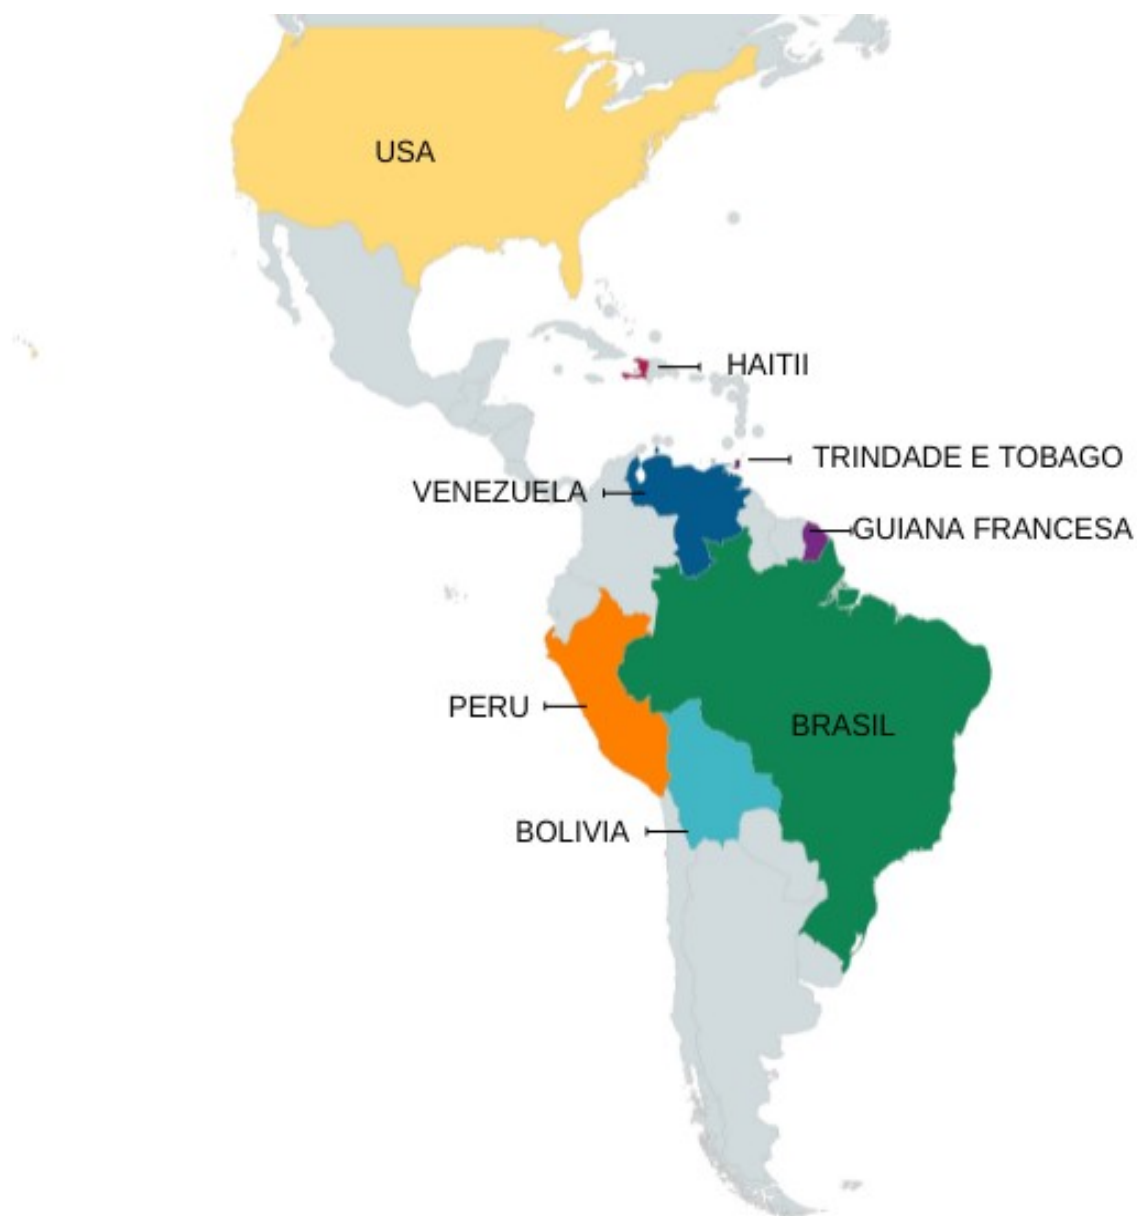 USA
HAITII
TRINDADE E TOBAGO
VENEZUELA
GUIANA FRANCESA
PERU
BRASIL
BOLIVIA